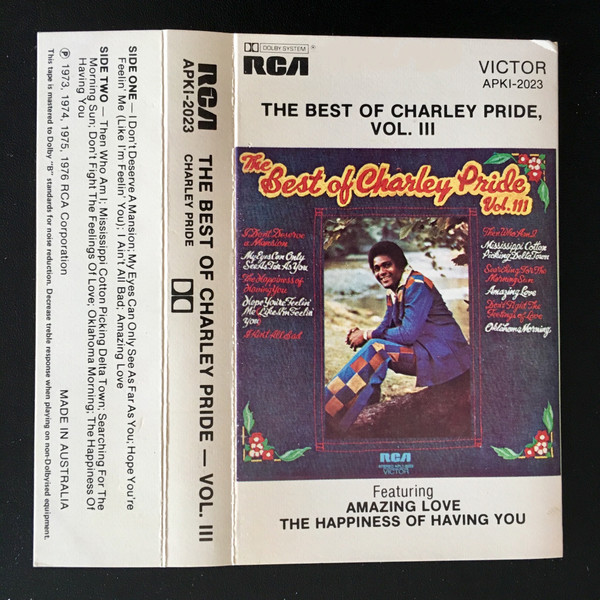 DOLBY SYSTEM ®
RCA
VICTOR
APKI-2023
THE BEST OF CHARLEY PRIDE,
VOL. III
The
Best of Charley Pride
Vol. III
I Don't Deserve
a Mansion
My Eyes Can Only
See As Far As You
The Happiness of
Having You
Hope You're Feelin'
Me Like I'm Feelin'
You
I Ain't All Bad
Then Who Am I
Mississippi Cotton
Picking Delta Town
Searching For The
Morning Sun
Amazing Love
Don't Fight The
Feelings of Love
Oklahoma Morning
RCA
VICTOR
Featuring
AMAZING LOVE
THE HAPPINESS OF HAVING YOU
RCA
APKI-2023
THE BEST OF CHARLEY PRIDE — VOL. III
CHARLEY PRIDE
SIDE ONE — I Don't Deserve A Mansion; My Eyes Can Only See As Far As You; Hope You're
Feelin' Me (Like I'm Feelin' You); I Ain't All Bad; Amazing Love
SIDE TWO — Then Who Am I; Mississippi Cotton Picking Delta Town; Searching For The
Morning Sun; Don't Fight The Feelings Of Love; Oklahoma Morning; The Happiness Of
Having You
℗ 1973, 1974, 1975, 1976 RCA Corporation
MADE IN AUSTRALIA
This tape is mastered to Dolby "B" standards for noise reduction. Decrease treble response when playing on non-Dolbyised equipment.